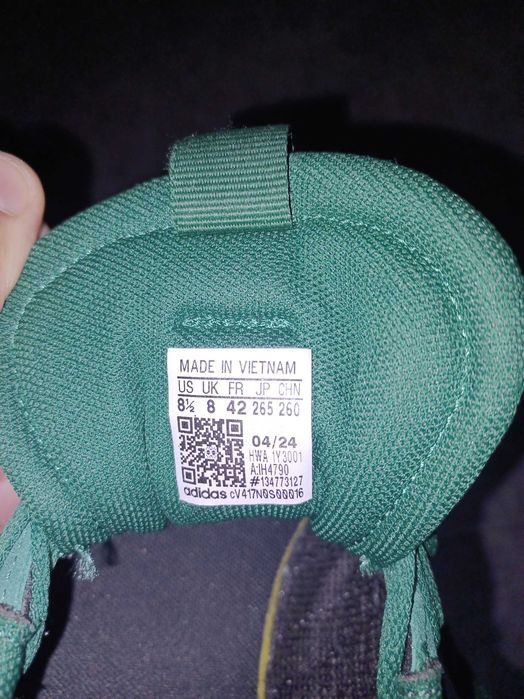 MADE IN VIETNAM
US UK FR JP CHN
8½ 8 42 265 260
04/24
HWA 1Y3001
A:IH4790
#134773127
adidas cV417N0S00016